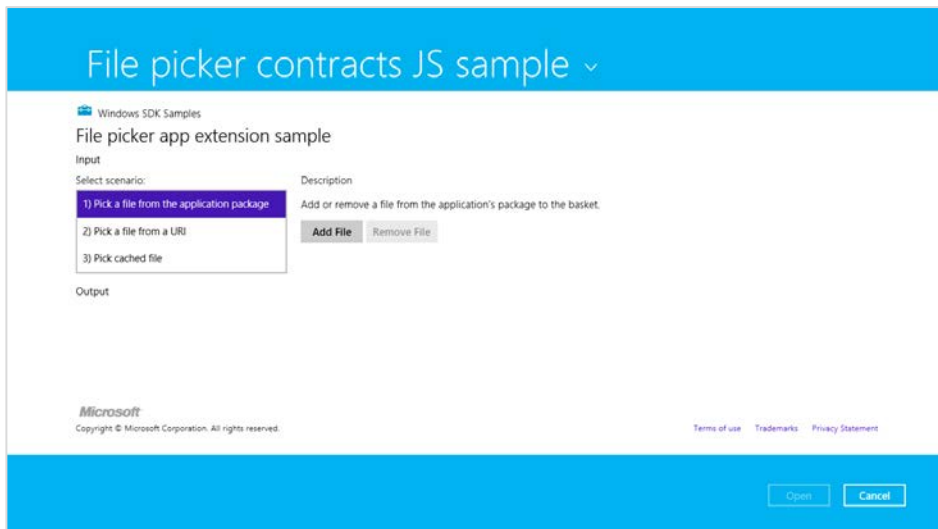 File picker contracts JS sample
Windows SDK Samples
File picker app extension sample
Input
Select scenario:
1) Pick a file from the application package
2) Pick a file from a URI
3) Pick cached file
Description
Add or remove a file from the application's package to the basket.
Add File Remove File
Output
Microsoft
Copyright © Microsoft Corporation. All rights reserved.
Terms of use Trademarks Privacy Statement
Open Cancel